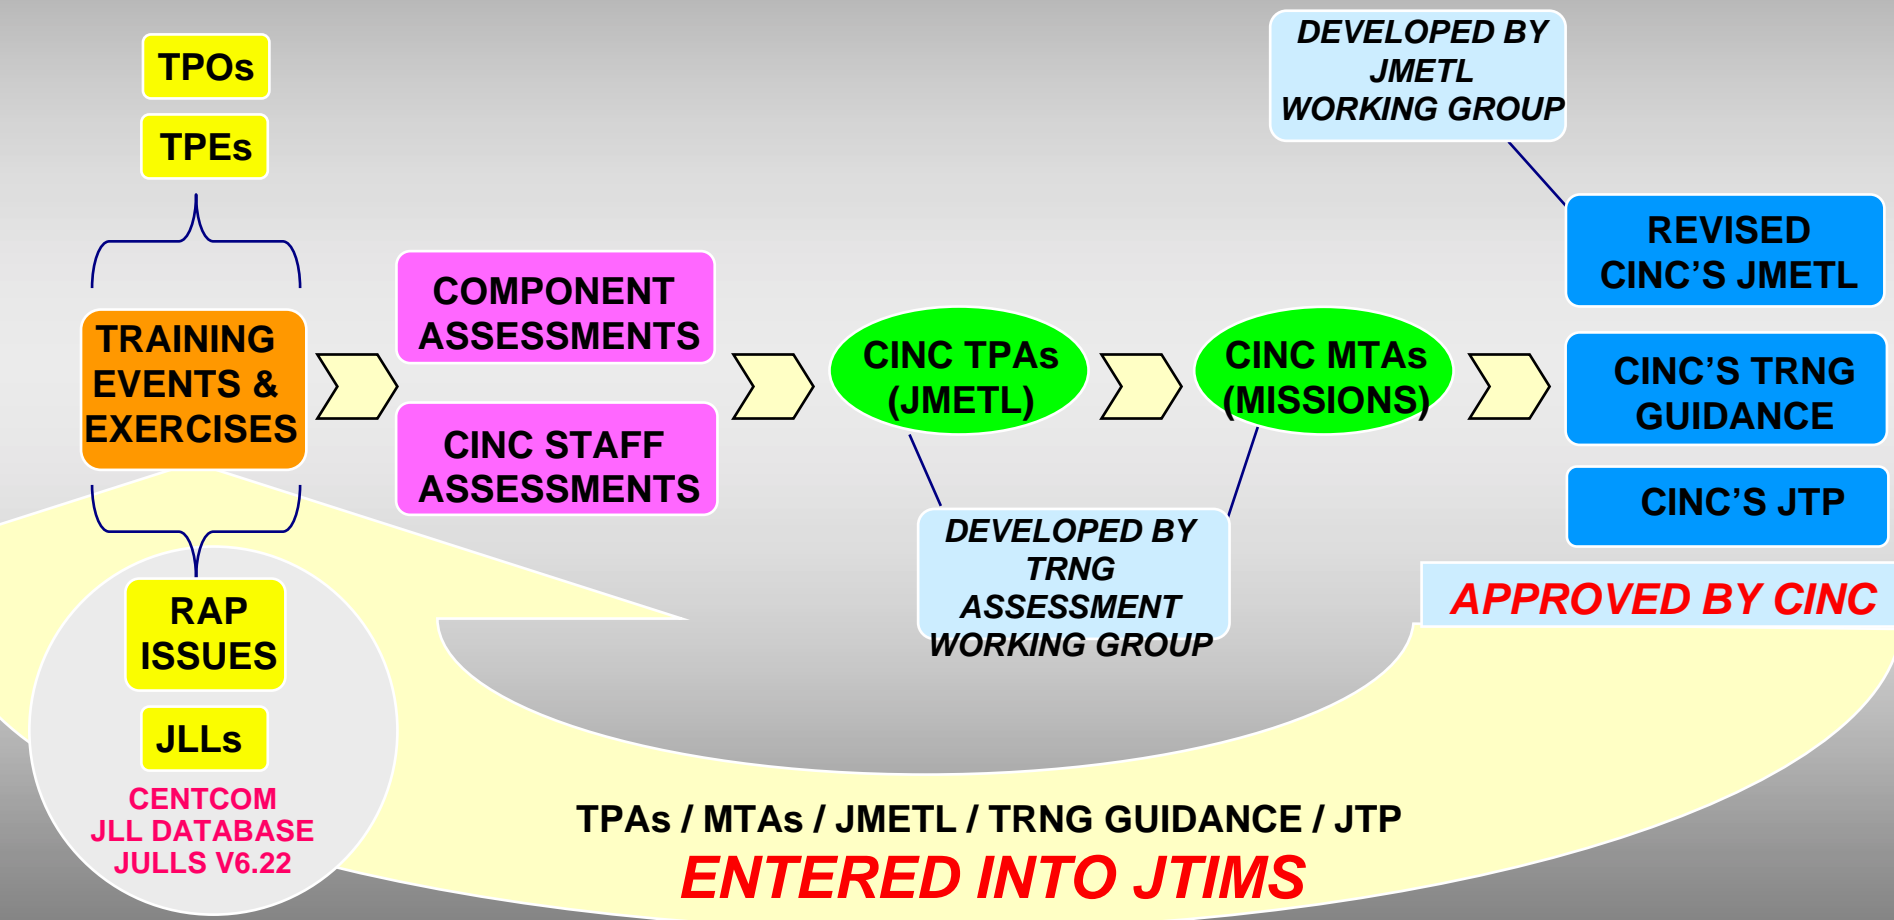 TPOs
TPEs
TRAINING
EVENTS &
EXERCISES
RAP
ISSUES
JLLs
CENTCOM
JLL DATABASE
JULLS V6.22
COMPONENT
ASSESSMENTS
CINC STAFF
ASSESSMENTS
CINC TPAs
(JMETL)
CINC MTAs
(MISSIONS)
DEVELOPED BY
TRNG
ASSESSMENT
WORKING GROUP
DEVELOPED BY
JMETL
WORKING GROUP
REVISED
CINC’S JMETL
CINC’S TRNG
GUIDANCE
CINC’S JTP
APPROVED BY CINC
TPAs / MTAs / JMETL / TRNG GUIDANCE / JTP
ENTERED INTO JTIMS